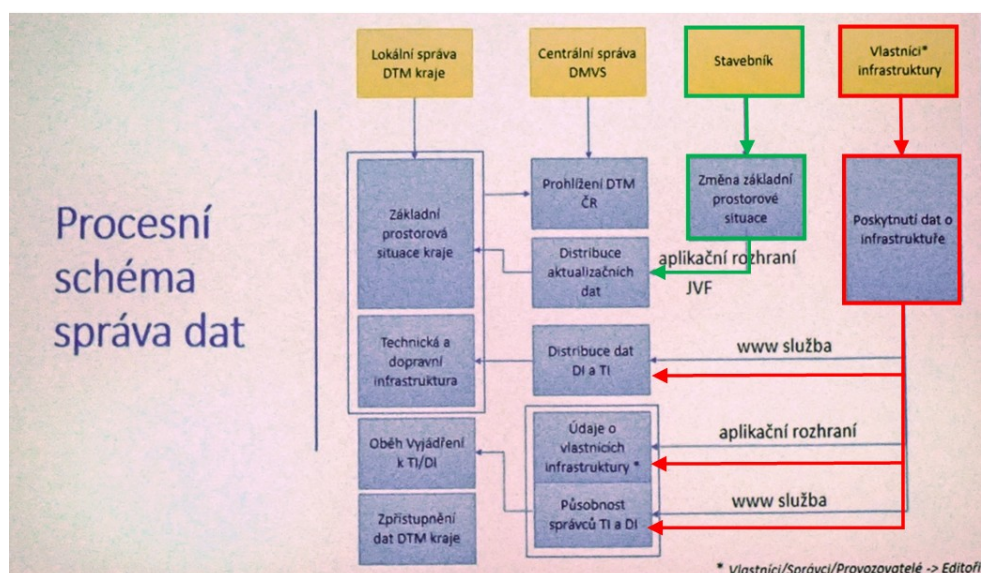 Procesní
schéma
správa dat
Lokální správa
DTM kraje
Centrální správa
DMVS
Stavebník
Vlastníci*
infrastruktury
Základní
prostorová
situace kraje
Prohlížení DTM
ČR
Změna základní
prostorové
situace
Poskytnutí dat o
infrastruktuře
Distribuce
aktualizačních
dat
aplikační rozhraní
JVF
Technická a
dopravní
infrastruktura
Distribuce dat
DI a TI
www služba
Oběh Vyjádření
k TI/DI
Údaje o
vlastnících
infrastruktury *
aplikační rozhraní
Zpřístupnění
dat DTM kraje
Působnost
správců TI a DI
www služba
* Vlastníci/Správci/Provozovatelé -> Editoři